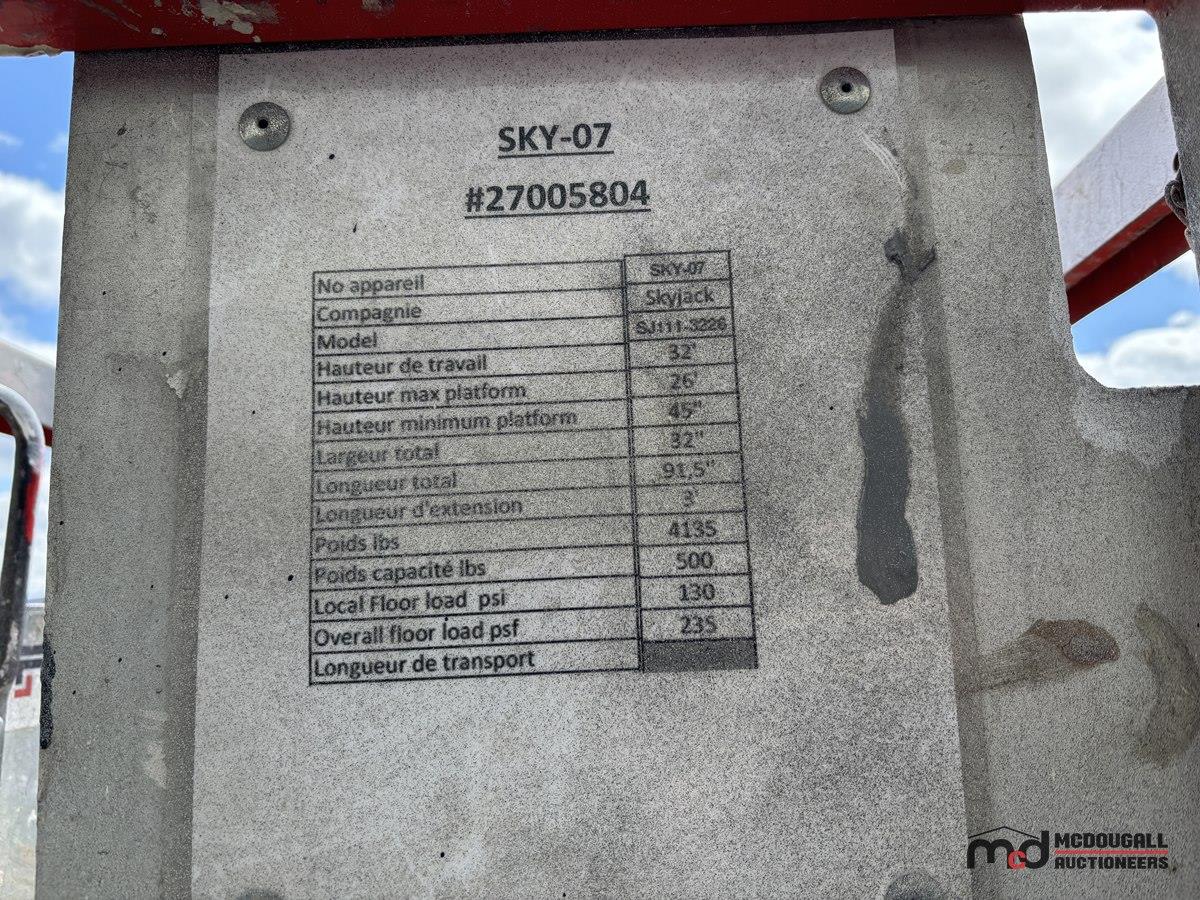 SKY-07
#27005804
No appareil SKY-07
Compagnie Skyjack
Model SJ111-3226
Hauteur de travail 32'
Hauteur max platform 26'
Hauteur minimum platform 45"
Largeur total 32"
Longueur total 91,5"
Longueur d'extension 3'
Poids lbs 4135
Poids capacité lbs 500
Local Floor load psi 130
Overall floor load psf 235
Longueur de transport
mcd MCDOUGALL
AUCTIONEERS